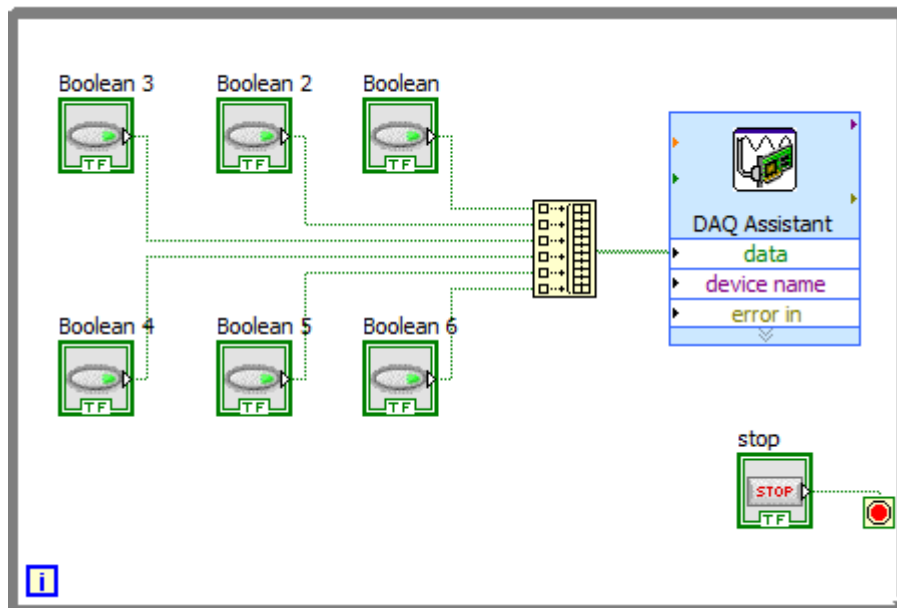 Boolean 3
Boolean 2
Boolean
TF
TF
TF
DAQ Assistant
data
device name
error in
Boolean 4
Boolean 5
Boolean 6
TF
TF
TF
stop
STOP
TF
i